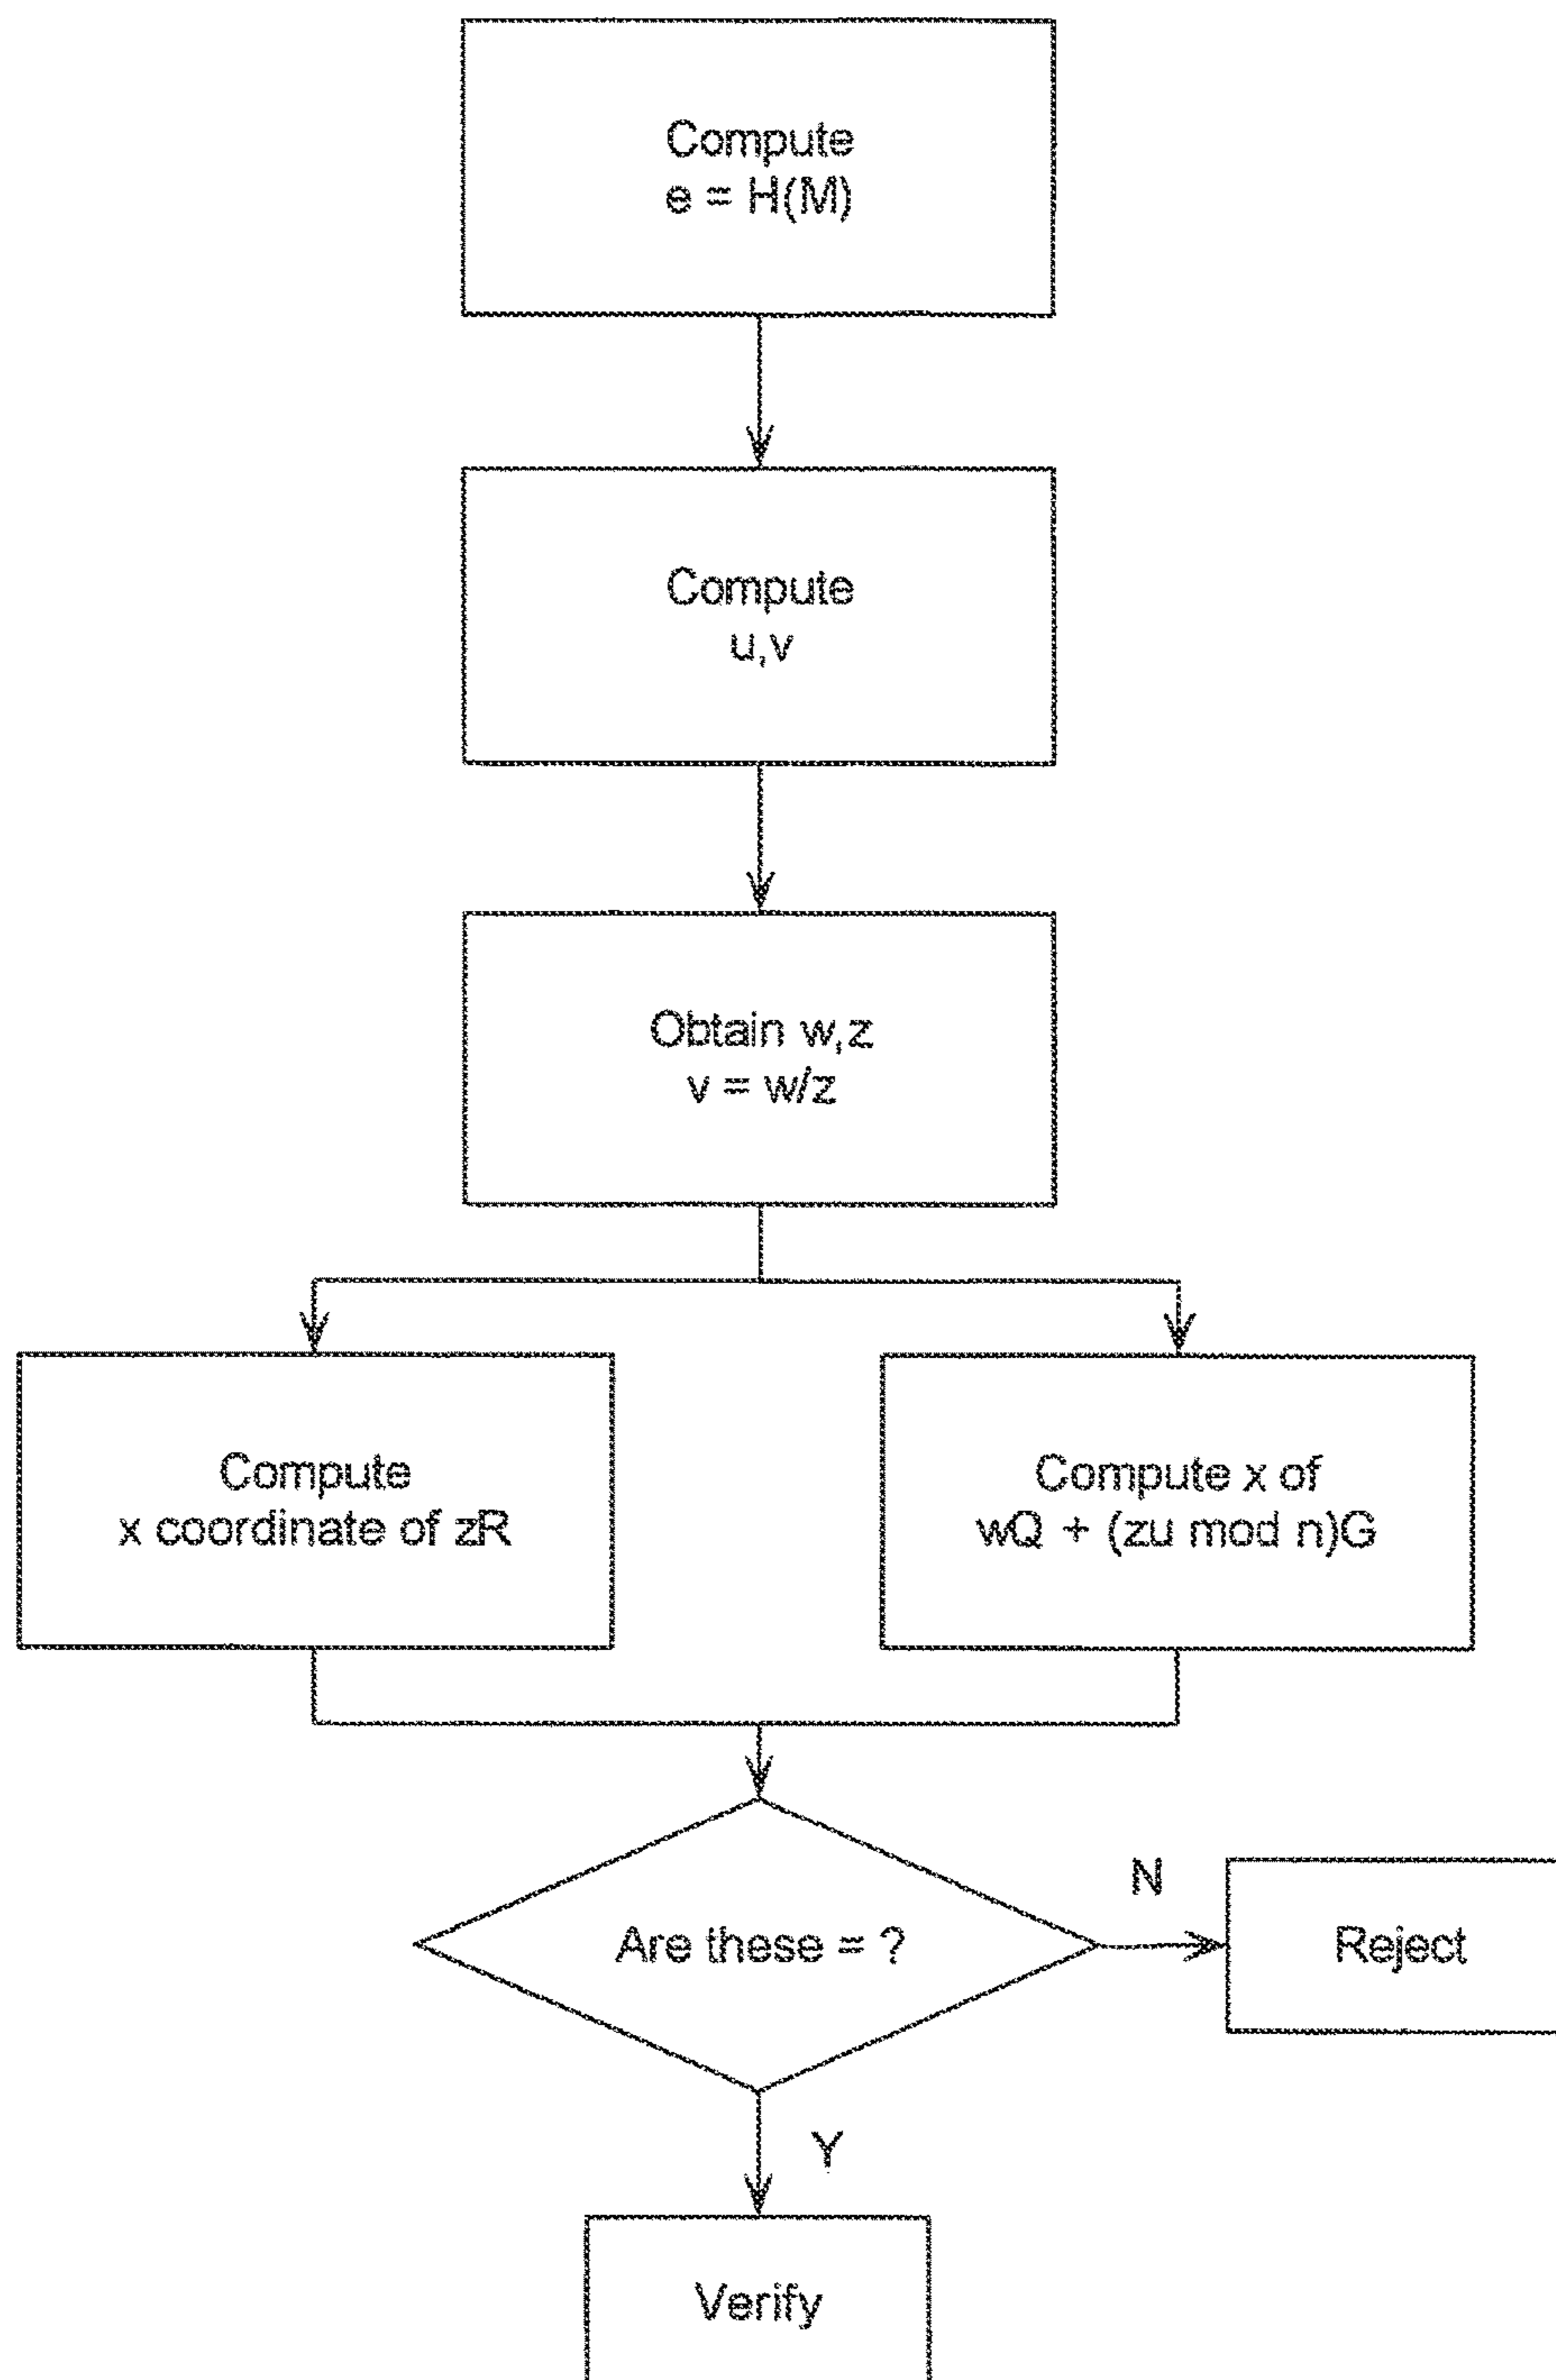 Compute
e = H(M)
Compute
u,v
Obtain w,z
v = w/z
Compute
x coordinate of zR
Compute x of
wQ + (zu mod n)G
Are these = ?
N
Reject
Y
Verify